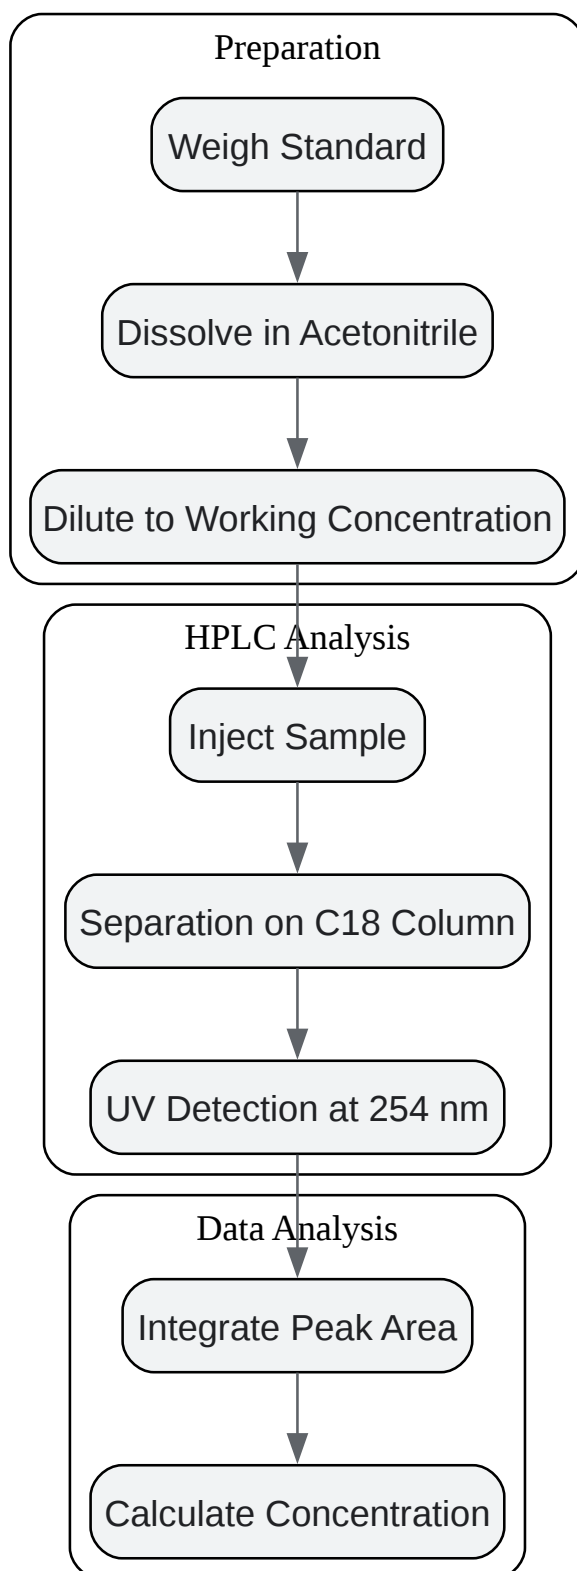 Preparation
Weigh Standard
Dissolve in Acetonitrile
Dilute to Working Concentration
HPLC Analysis
Inject Sample
Separation on C18 Column
UV Detection at 254 nm
Data Analysis
Integrate Peak Area
Calculate Concentration